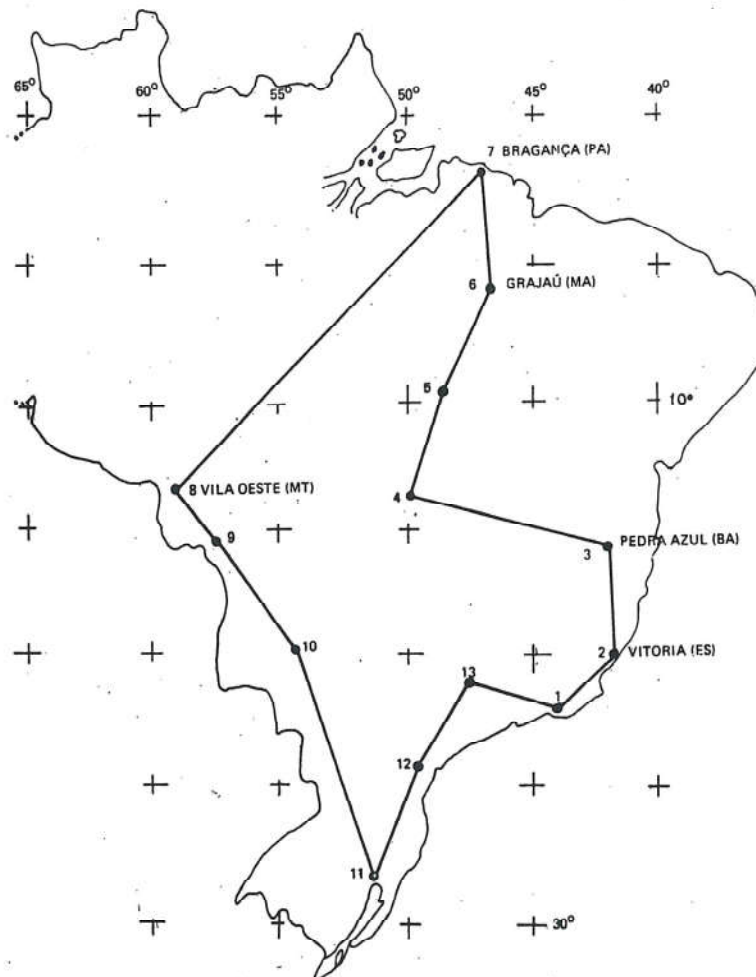 65° 60° 55° 50° 45° 40°
7 BRAGANÇA (PA)
6 GRAJAÚ (MA)
5 10°
8 VILA OESTE (MT)
4
9 3 PEDRA AZUL (BA)
10 2 VITORIA (ES)
13 1
12
11
30°